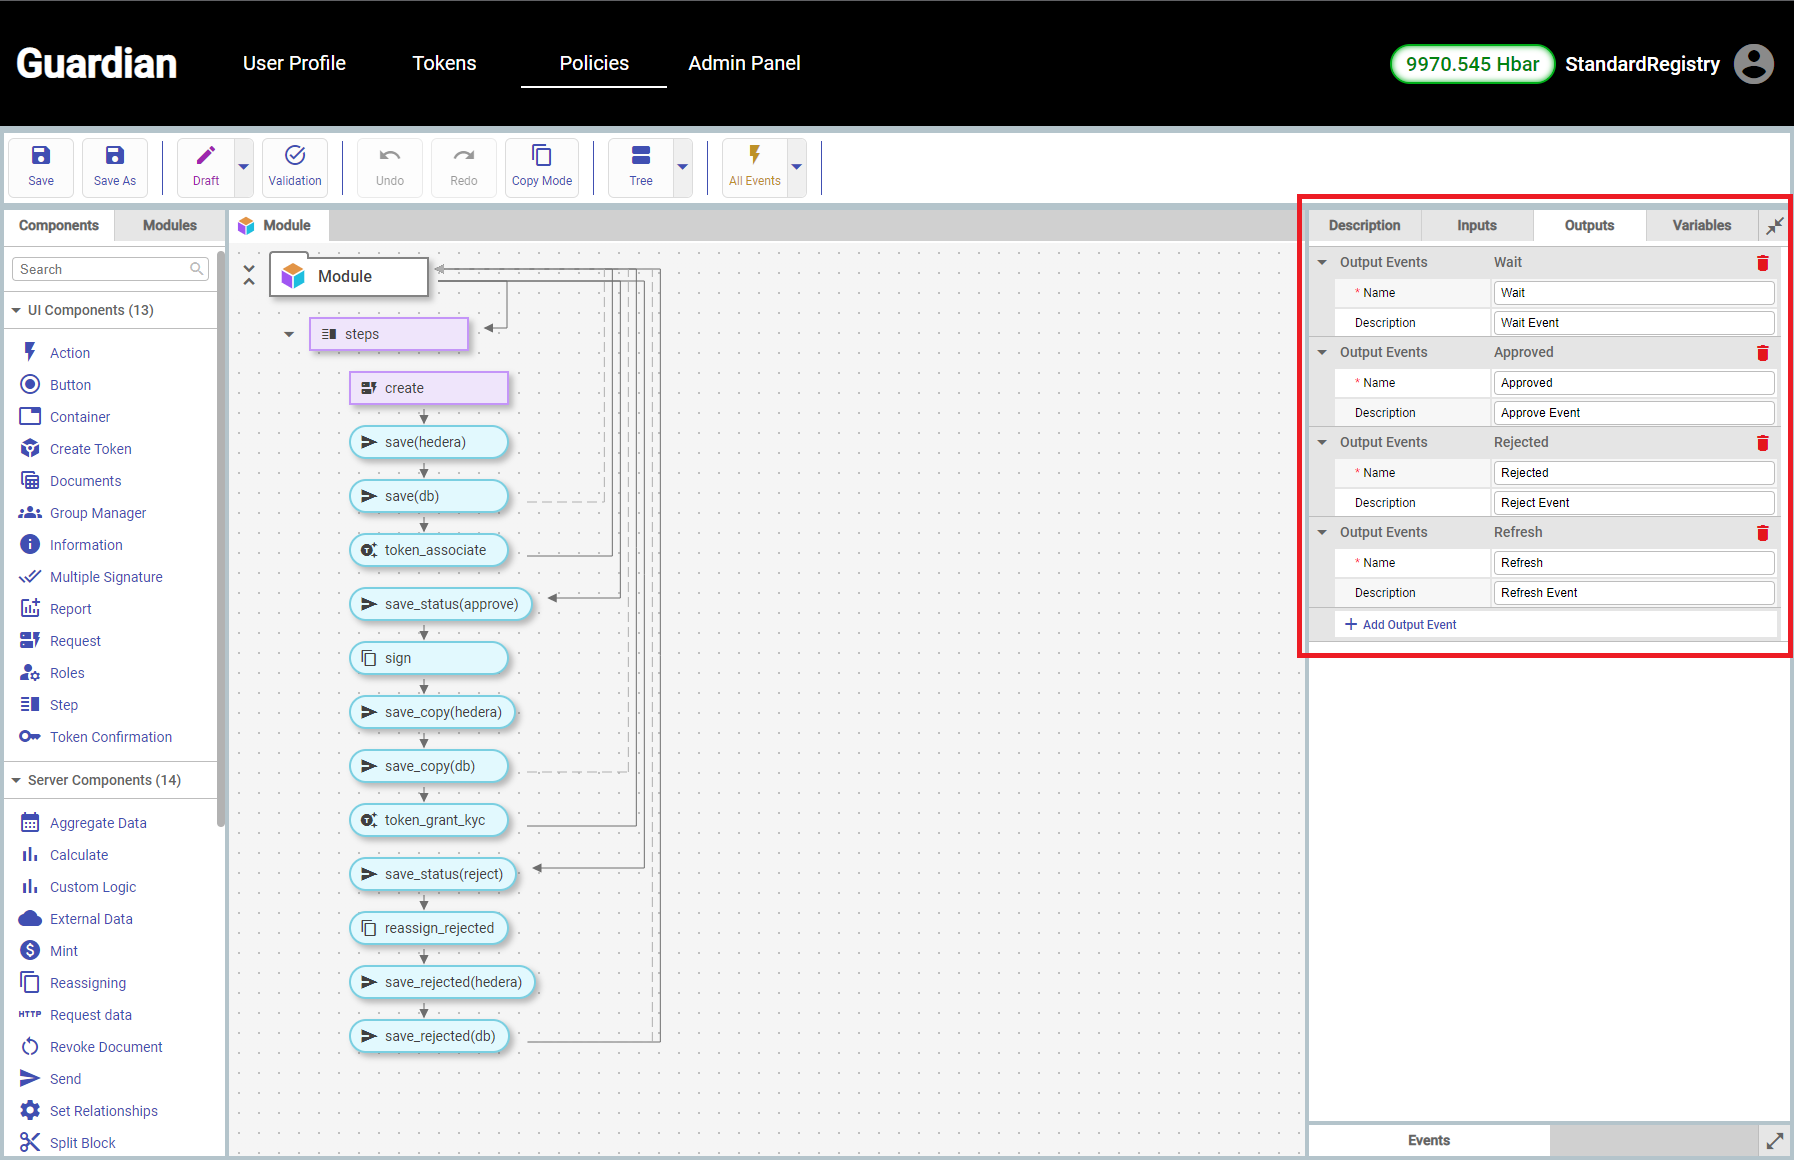 Guardian
User Profile
Tokens
Policies
Admin Panel
9970.545 Hbar
StandardRegistry
Save
Save As
Draft
Validation
Undo
Redo
Copy Mode
Tree
All Events
Components
Modules
Search
UI Components (13)
Action
Button
Container
Create Token
Documents
Group Manager
Information
Multiple Signature
Report
Request
Roles
Step
Token Confirmation
Server Components (14)
Aggregate Data
Calculate
Custom Logic
External Data
Mint
Reassigning
HTTP Request data
Revoke Document
Send
Set Relationships
Split Block
Module
Module
steps
create
save(hedera)
save(db)
token_associate
save_status(approve)
sign
save_copy(hedera)
save_copy(db)
token_grant_kyc
save_status(reject)
reassign_rejected
save_rejected(hedera)
save_rejected(db)
Description
Inputs
Outputs
Variables
Output Events Wait
* Name Wait
Description Wait Event
Output Events Approved
* Name Approved
Description Approve Event
Output Events Rejected
* Name Rejected
Description Reject Event
Output Events Refresh
* Name Refresh
Description Refresh Event
+ Add Output Event
Events